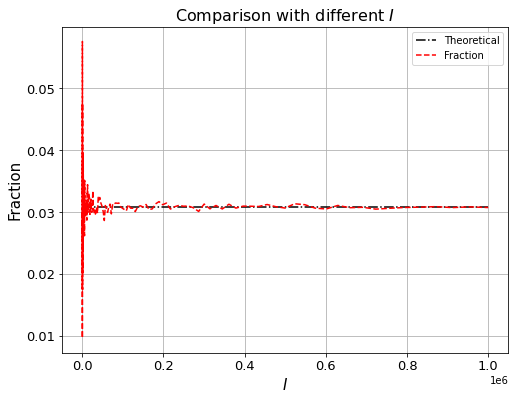 Comparison with different I
Theoretical
Fraction
0.05
0.04
0.03
0.02
0.01
Fraction
0.0 0.2 0.4 0.6 0.8 1.0
1e6
I